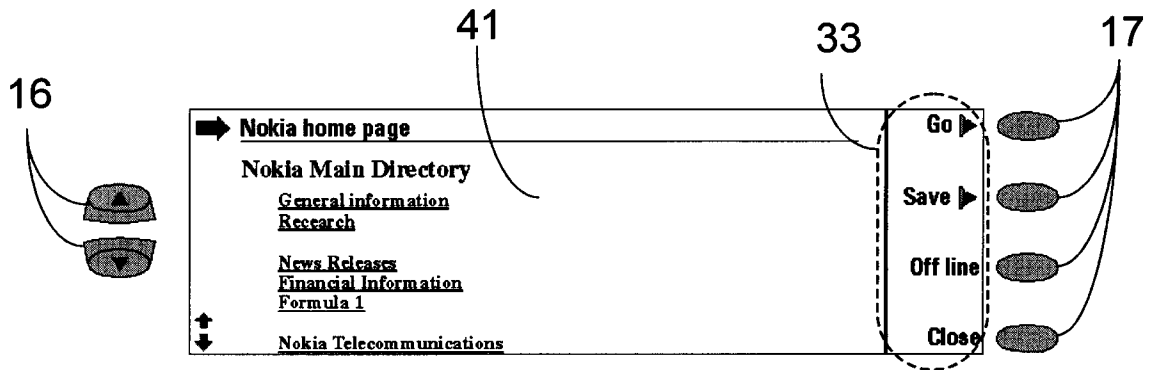 16
41
33
17
Nokia home page
Nokia Main Directory
General information
Recearch
News Releases
Financial Information
Formula 1
Nokia Telecommunications
Go
Save
Off line
Close